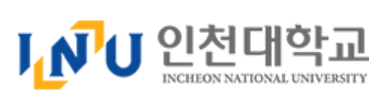 INU 인천대학교
INCHEON NATIONAL UNIVERSITY